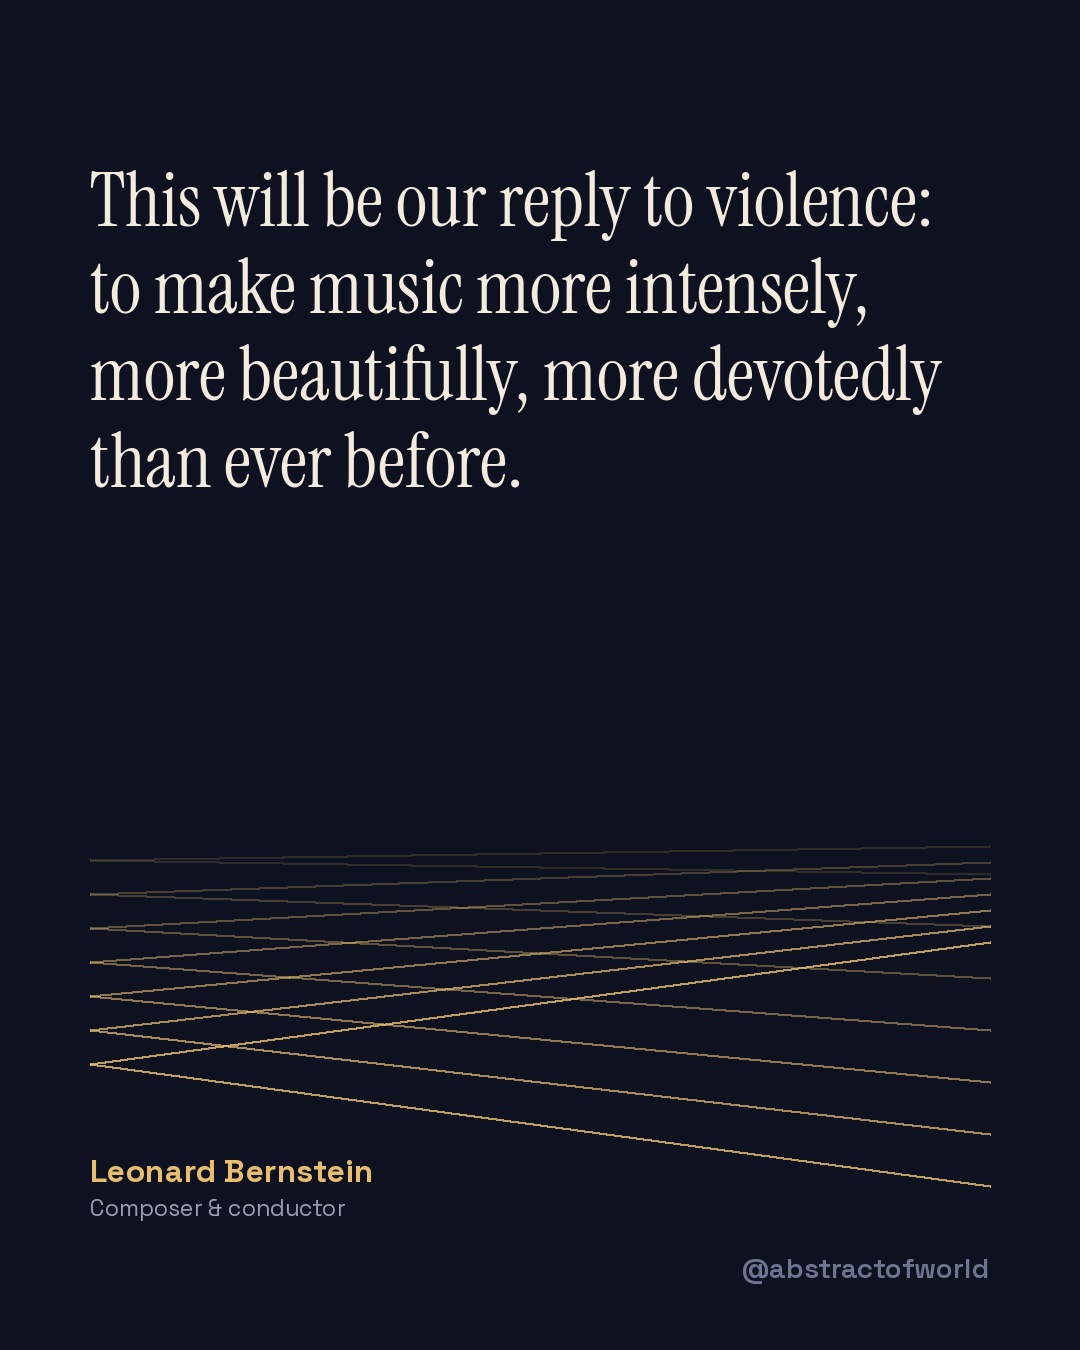 This will be our reply to violence:
to make music more intensely,
more beautifully, more devotedly
than ever before.
Leonard Bernstein
Composer & conductor
@abstractofworld